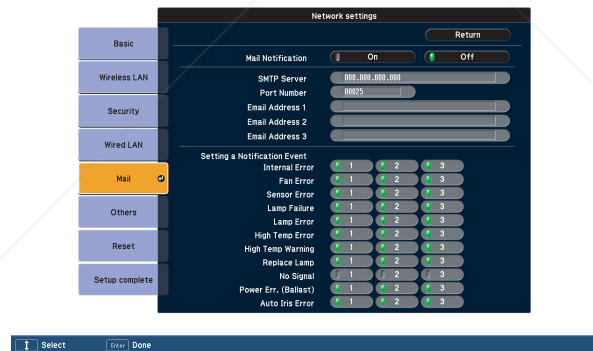 Network settings
Return
Basic
Mail Notification On Off
Wireless LAN
SMTP Server 000.000.000.000
Port Number 00025
Security
Email Address 1
Email Address 2
Email Address 3
Wired LAN
Setting a Notification Event
Internal Error 1 2 3
Mail
Fan Error 1 2 3
Sensor Error 1 2 3
Lamp Failure 1 2 3
Others
Lamp Error 1 2 3
High Temp Error 1 2 3
Reset
High Temp Warning 1 2 3
Replace Lamp 1 2 3
No Signal 1 2 3
Setup complete
Power Err. (Ballast) 1 2 3
Auto Iris Error 1 2 3
Select Enter Done